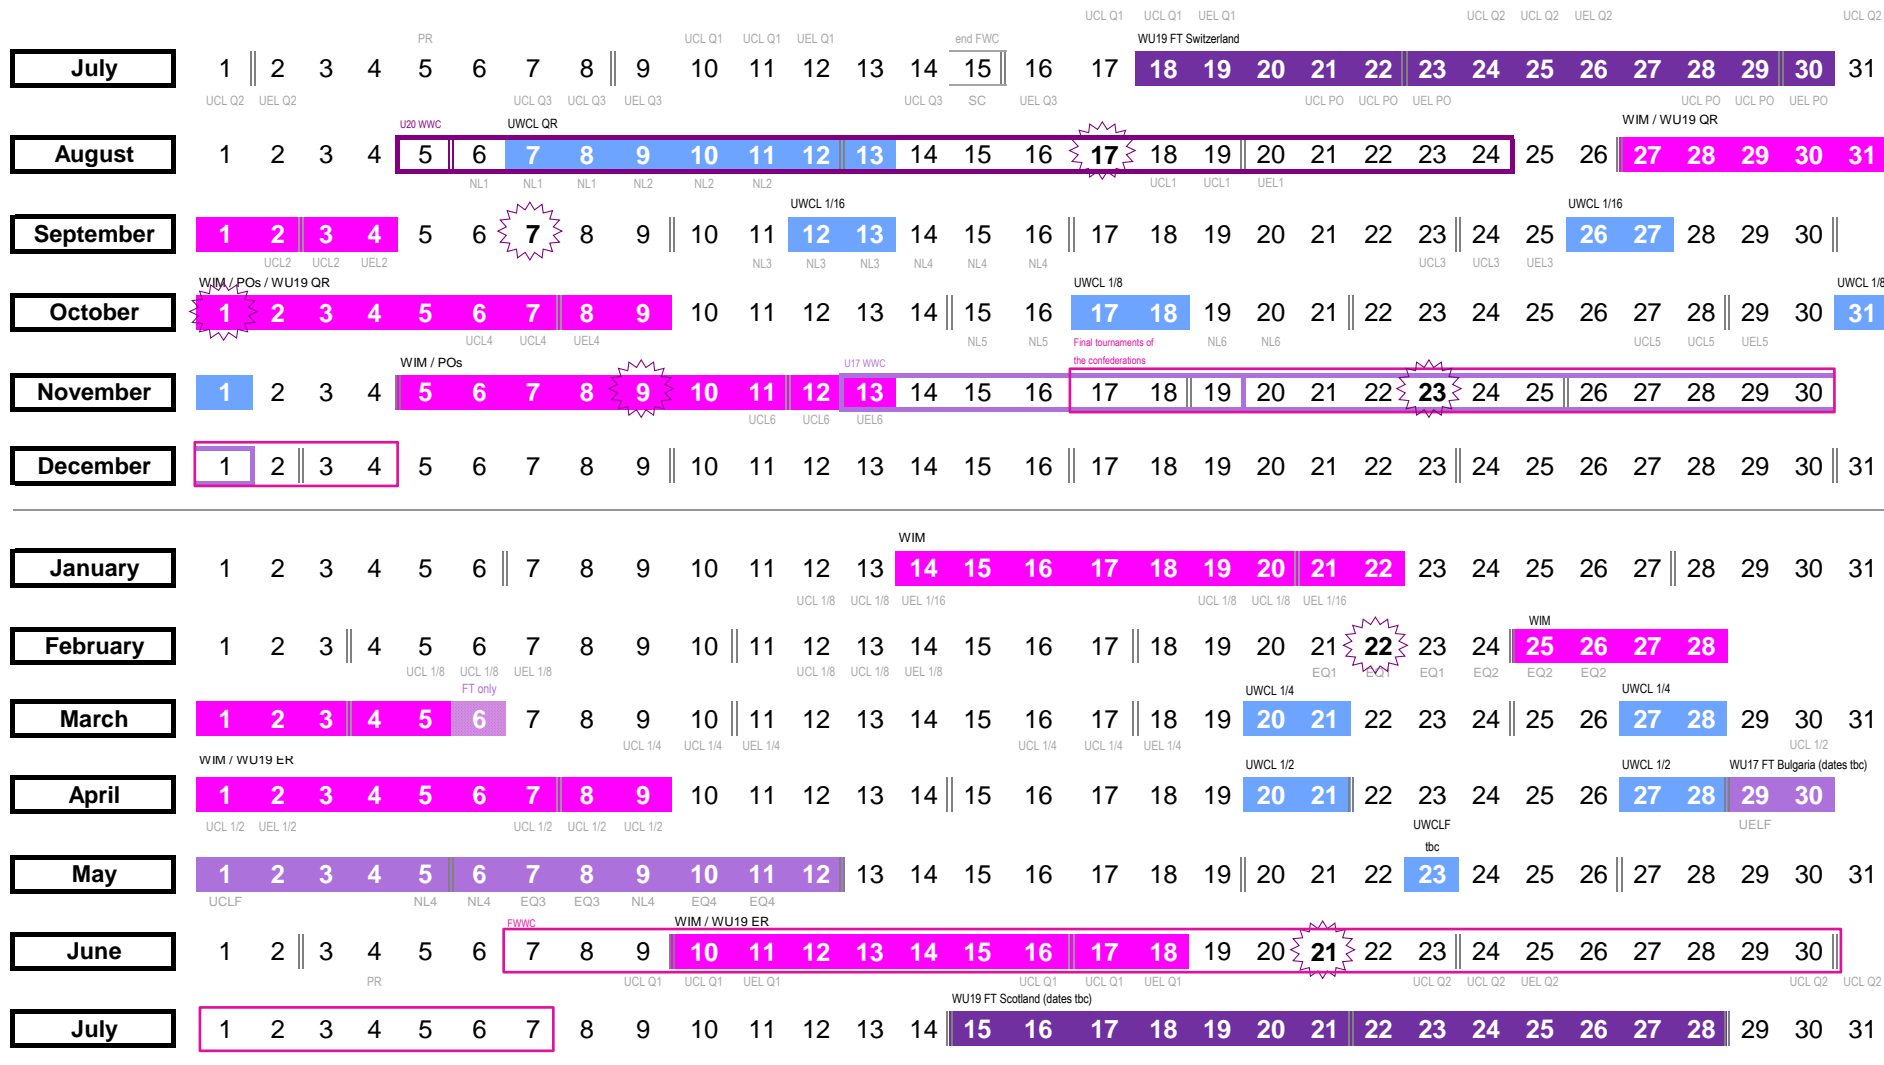 UCL Q1 UCL Q1 UEL Q1 UCL Q2 UCL Q2 UEL Q2 UCL Q2
PR UCL Q1 UCL Q1 UEL Q1 end FWC WU19 FT Switzerland
July 1 2 3 4 5 6 7 8 9 10 11 12 13 14 15 16 17 18 19 20 21 22 23 24 25 26 27 28 29 30 31
UCL Q2 UEL Q2 UCL Q3 UCL Q3 UEL Q3 UCL Q3 SC UEL Q3 UCL PO UCL PO UEL PO UCL PO UCL PO UEL PO
U20 WWC UWCL QR WIM / WU19 QR
August 1 2 3 4 5 6 7 8 9 10 11 12 13 14 15 16 17 18 19 20 21 22 23 24 25 26 27 28 29 30 31
NL1 NL1 NL1 NL2 NL2 NL2 UCL1 UCL1 UEL1
UWCL 1/16 UWCL 1/16
September 1 2 3 4 5 6 7 8 9 10 11 12 13 14 15 16 17 18 19 20 21 22 23 24 25 26 27 28 29 30
UCL2 UCL2 UEL2 NL3 NL3 NL3 NL4 NL4 NL4 UCL3 UCL3 UEL3
WIM / POs / WU19 QR UWCL 1/8 UWCL 1/8
October 1 2 3 4 5 6 7 8 9 10 11 12 13 14 15 16 17 18 19 20 21 22 23 24 25 26 27 28 29 30 31
UCL4 UCL4 UEL4 NL5 NL5 Final tournaments of NL6 NL6 UCL5 UCL5 UEL5
WIM / POs U17 WWC the confederations
November 1 2 3 4 5 6 7 8 9 10 11 12 13 14 15 16 17 18 19 20 21 22 23 24 25 26 27 28 29 30
UCL6 UCL6 UEL6
December 1 2 3 4 5 6 7 8 9 10 11 12 13 14 15 16 17 18 19 20 21 22 23 24 25 26 27 28 29 30 31
WIM
January 1 2 3 4 5 6 7 8 9 10 11 12 13 14 15 16 17 18 19 20 21 22 23 24 25 26 27 28 29 30 31
UCL 1/8 UCL 1/8 UEL 1/16 UCL 1/8 UCL 1/8 UEL 1/16
WIM
February 1 2 3 4 5 6 7 8 9 10 11 12 13 14 15 16 17 18 19 20 21 22 23 24 25 26 27 28
UCL 1/8 UCL 1/8 UEL 1/8 UCL 1/8 UCL 1/8 UEL 1/8 EQ1 EQ1 EQ1 EQ2 EQ2 EQ2
FT only UWCL 1/4 UWCL 1/4
March 1 2 3 4 5 6 7 8 9 10 11 12 13 14 15 16 17 18 19 20 21 22 23 24 25 26 27 28 29 30 31
UCL 1/4 UCL 1/4 UEL 1/4 UCL 1/4 UCL 1/4 UEL 1/4 UCL 1/2
WIM / WU19 ER UWCL 1/2 UWCL 1/2 WU17 FT Bulgaria (dates tbc)
April 1 2 3 4 5 6 7 8 9 10 11 12 13 14 15 16 17 18 19 20 21 22 23 24 25 26 27 28 29 30
UCL 1/2 UEL 1/2 UCL 1/2 UCL 1/2 UCL 1/2 UWCLF UELF
tbc
May 1 2 3 4 5 6 7 8 9 10 11 12 13 14 15 16 17 18 19 20 21 22 23 24 25 26 27 28 29 30 31
UCLF NL4 NL4 EQ3 EQ3 NL4 EQ4 EQ4
FWWC WIM / WU19 ER
June 1 2 3 4 5 6 7 8 9 10 11 12 13 14 15 16 17 18 19 20 21 22 23 24 25 26 27 28 29 30
PR UCL Q1 UCL Q1 UEL Q1 UCL Q1 UCL Q1 UEL Q1 UCL Q2 UCL Q2 UEL Q2 UCL Q2 UCL Q2
WU19 FT Scotland (dates tbc)
July 1 2 3 4 5 6 7 8 9 10 11 12 13 14 15 16 17 18 19 20 21 22 23 24 25 26 27 28 29 30 31